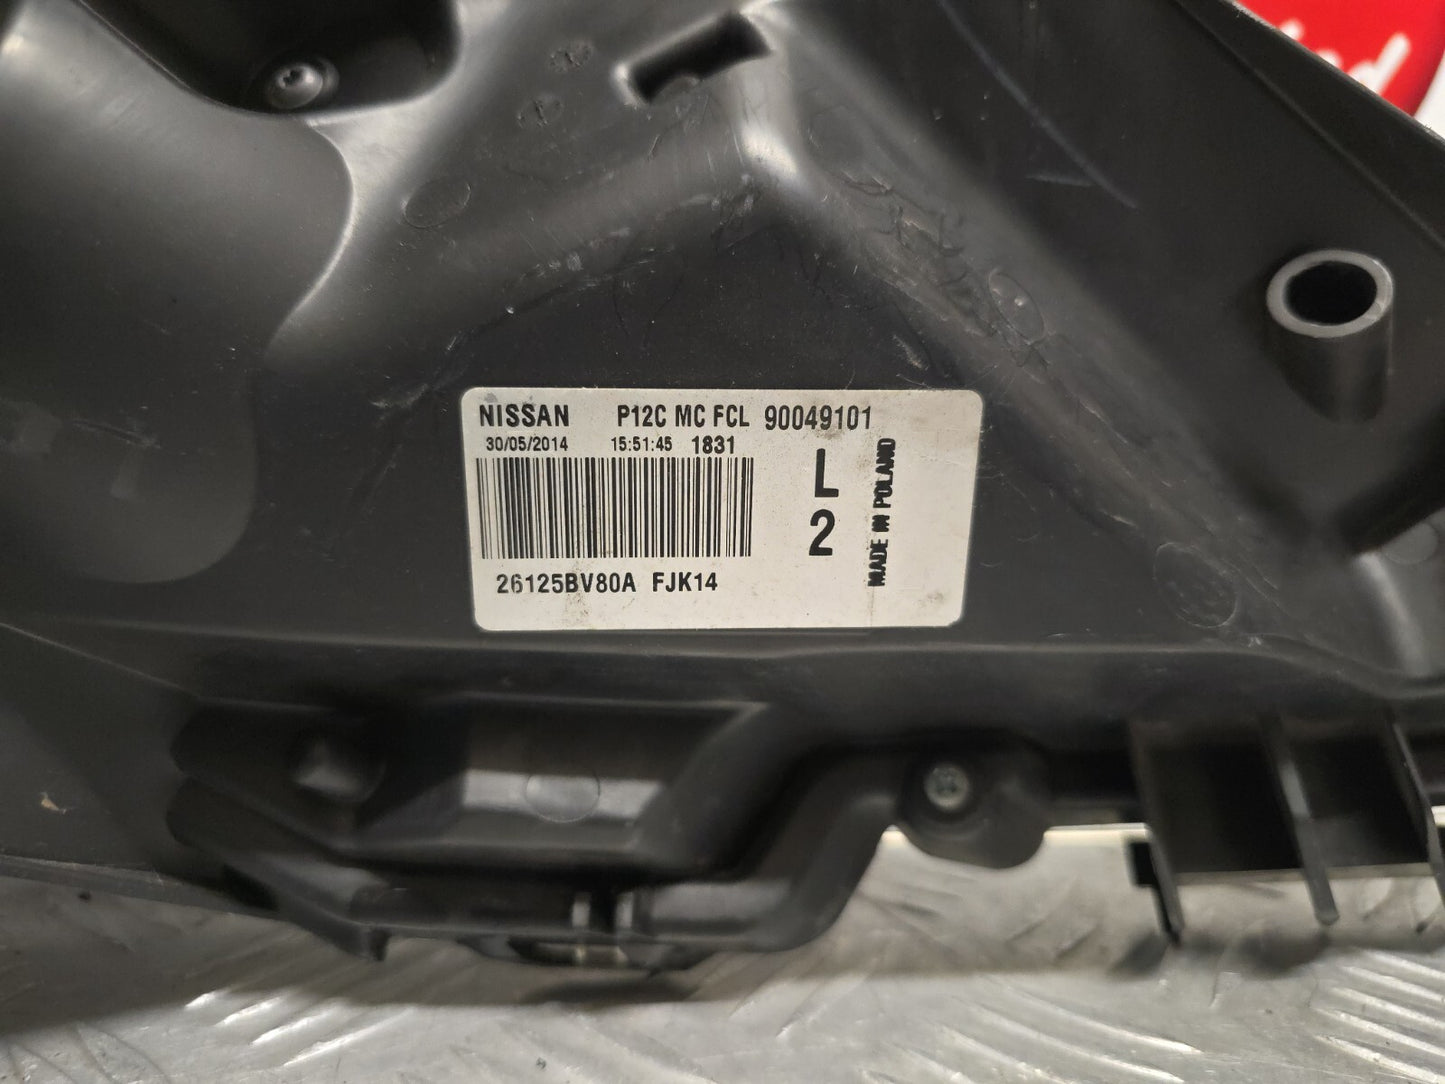 NISSAN P12C MC FCL 90049101
30/05/2014 15:51:45 1831
L
2
MADE IN POLAND
26125BV80A FJK14